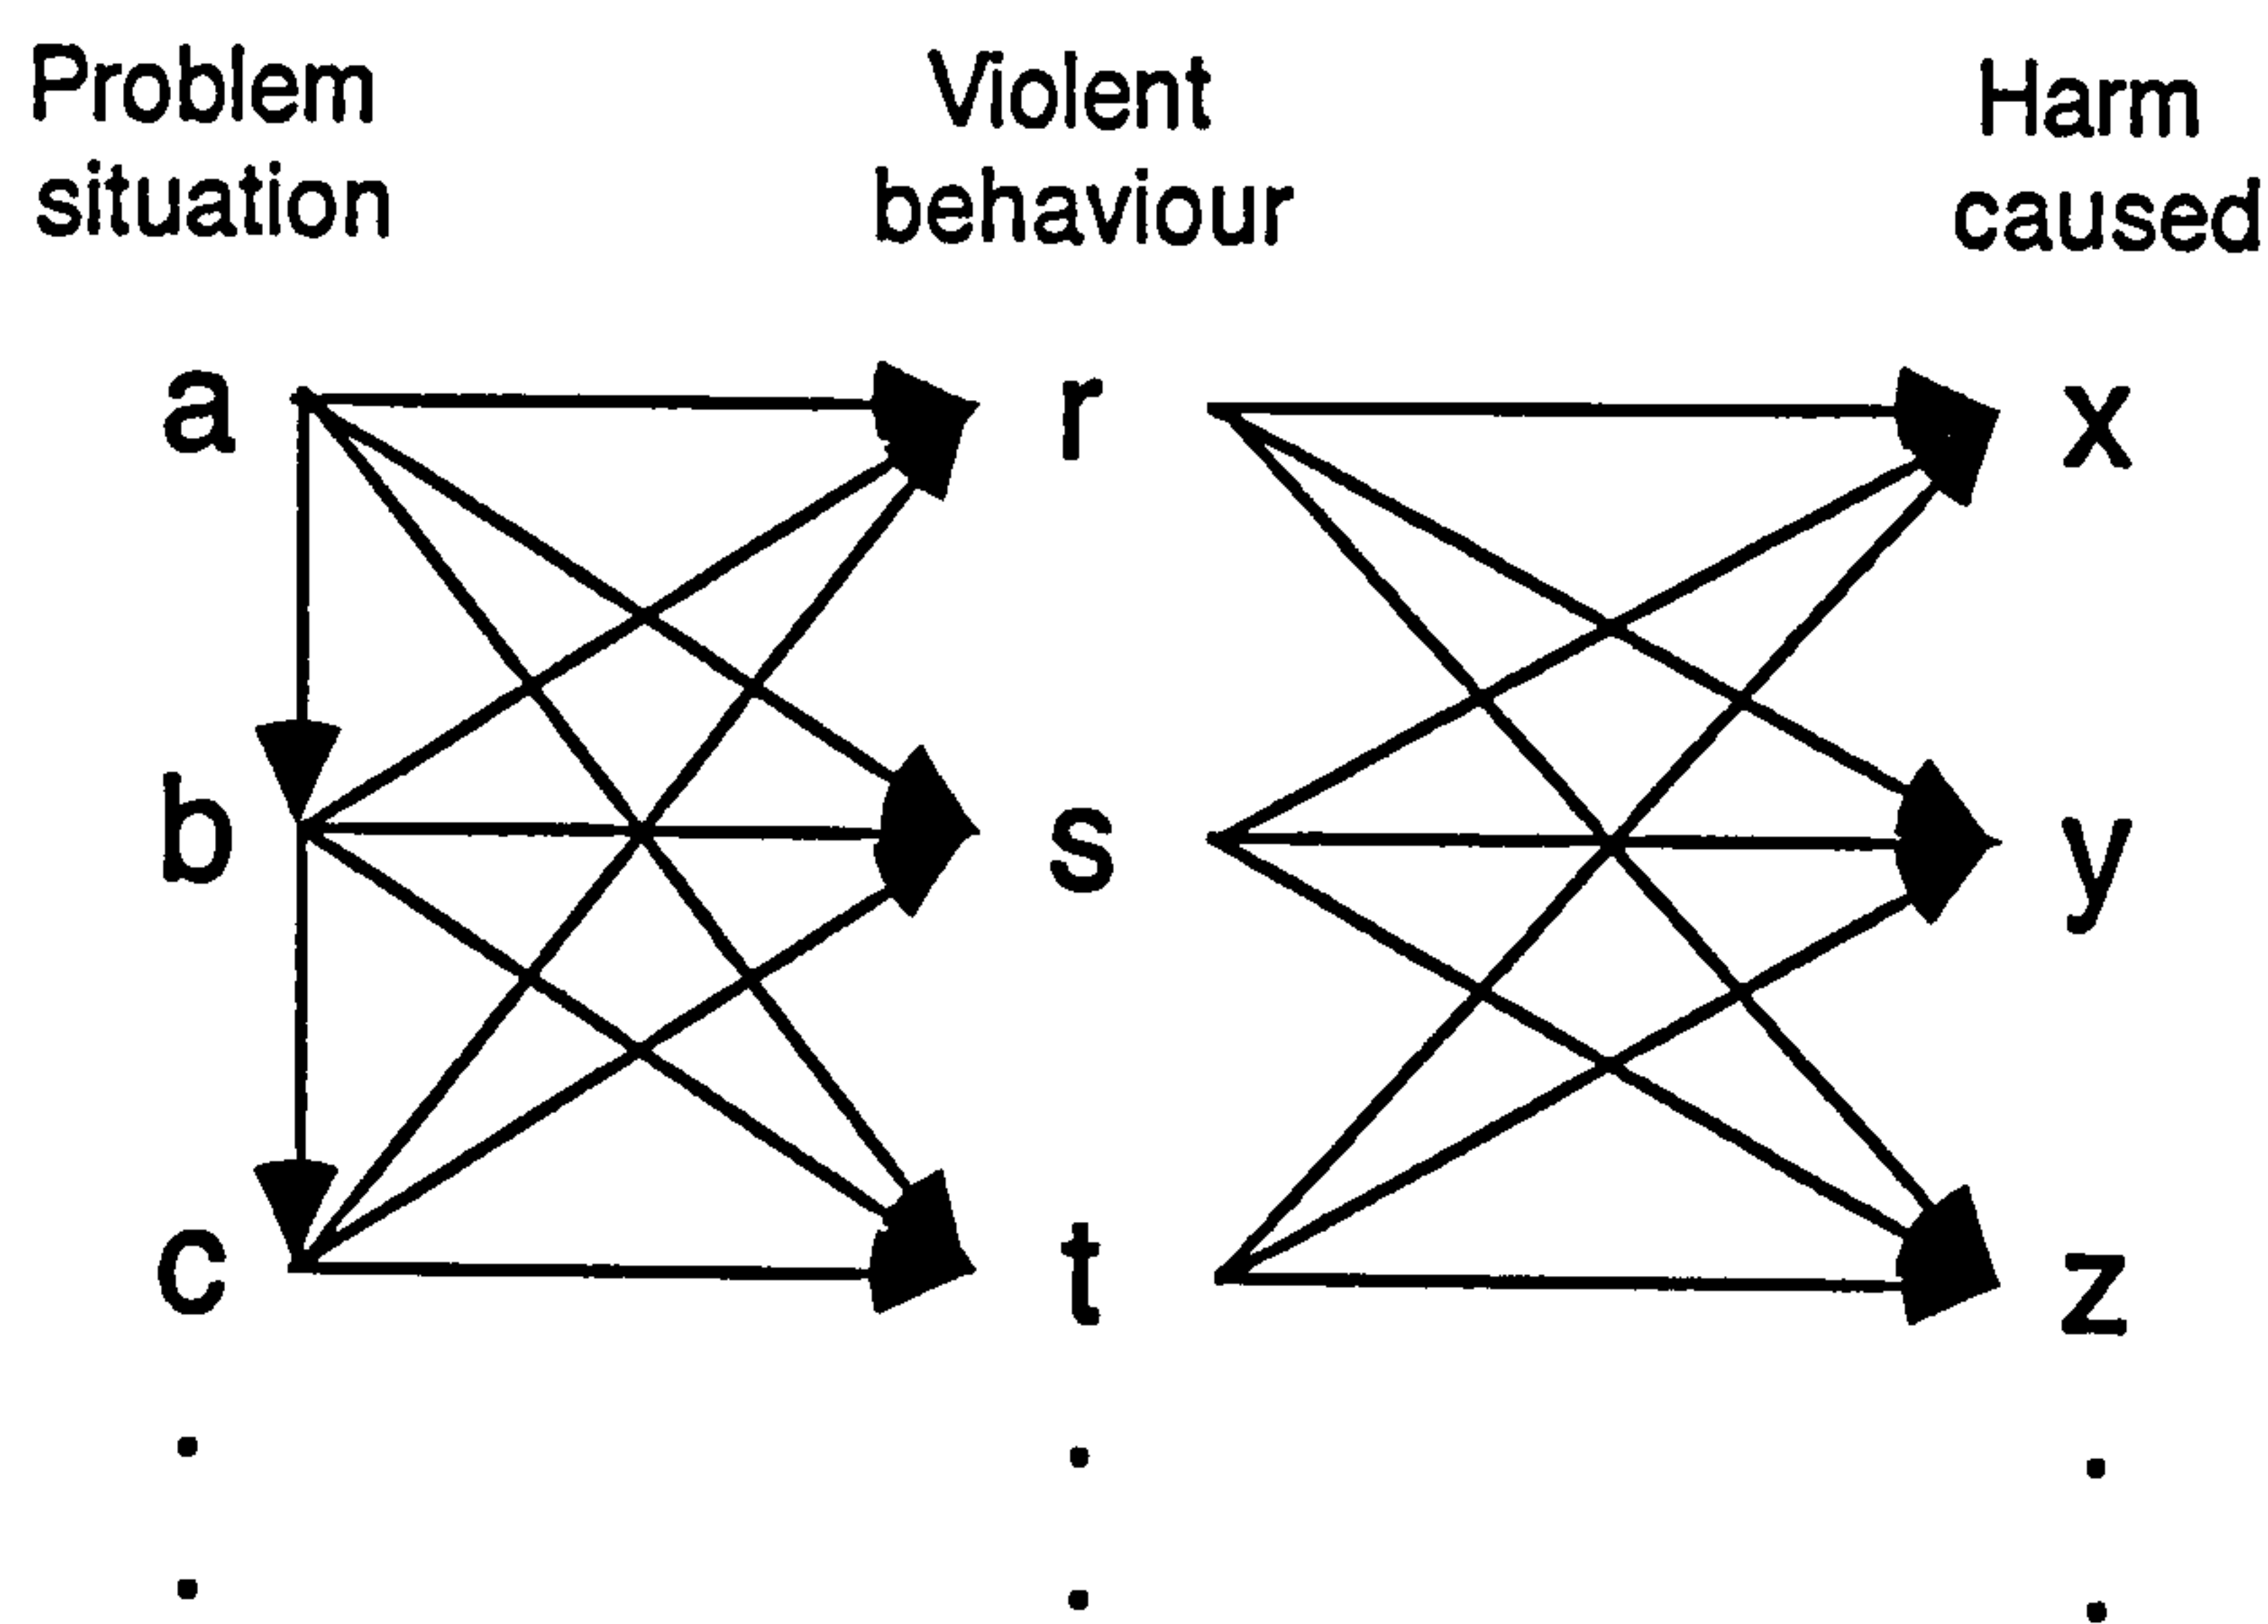 Problem situation
Violent behaviour
Harm caused
a r x
b s y
c t z
. . .
. . .